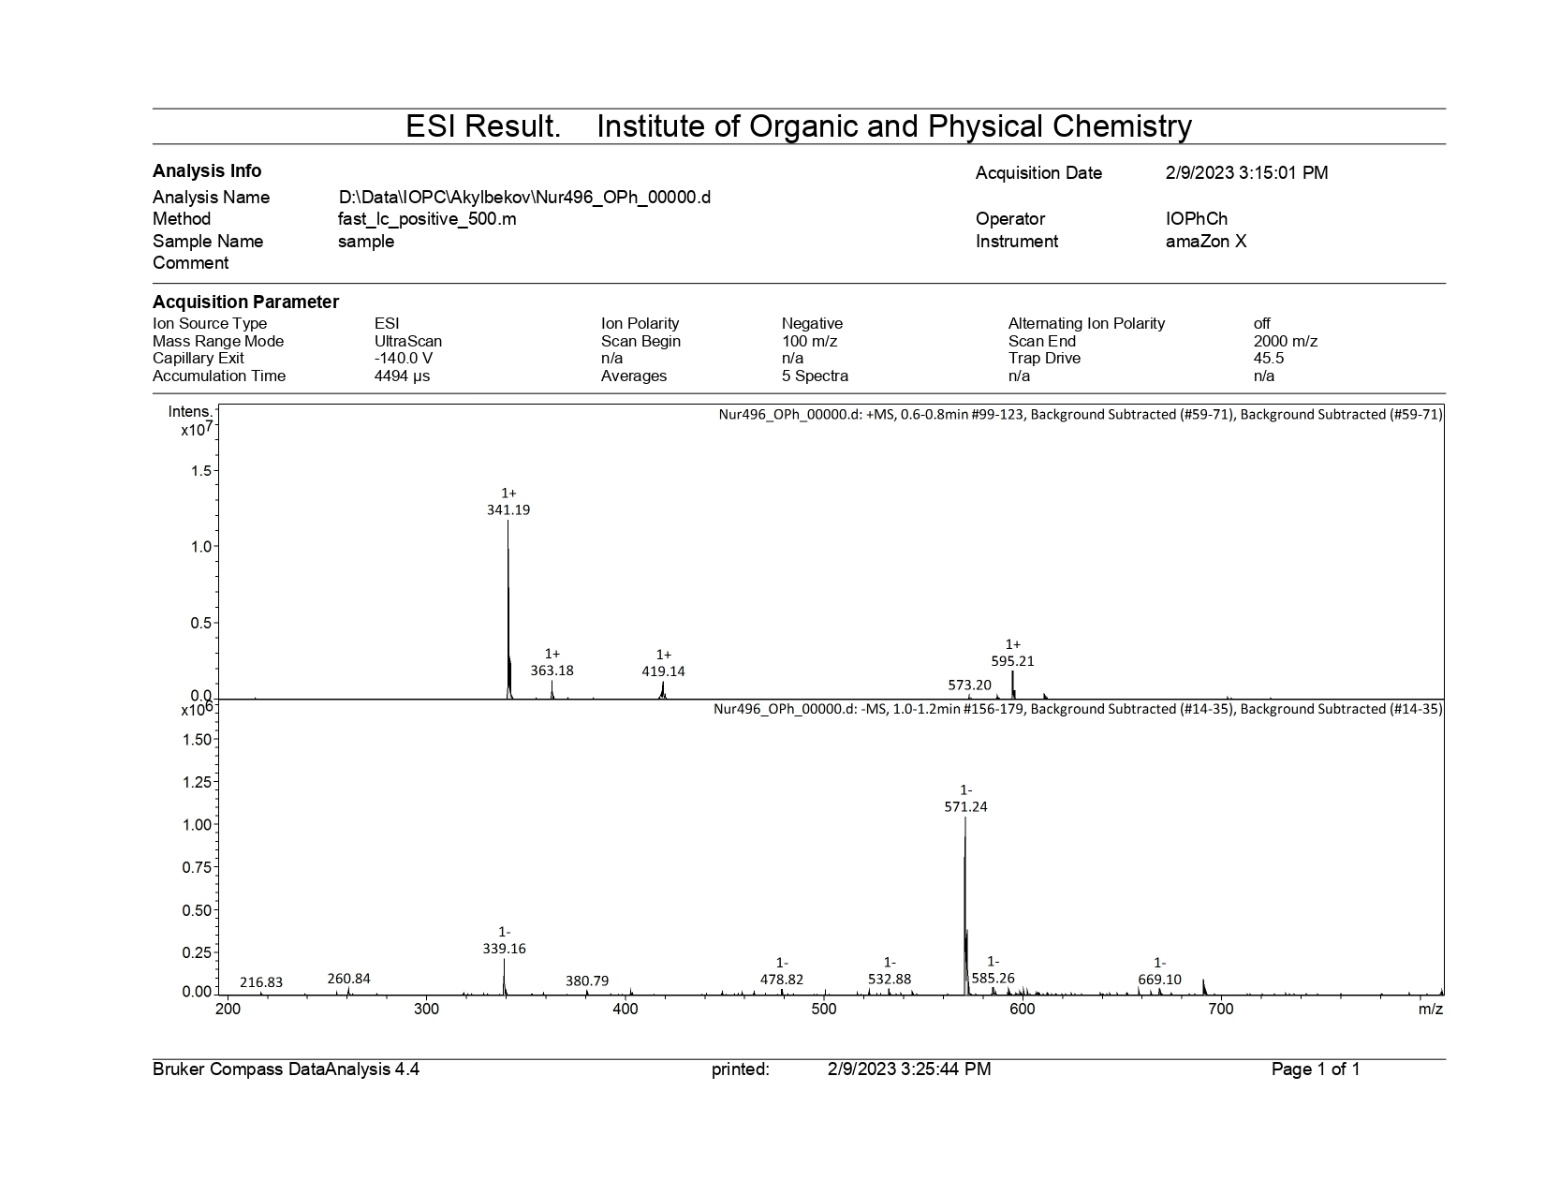 ESI Result. Institute of Organic and Physical Chemistry
Analysis Info Acquisition Date 2/9/2023 3:15:01 PM
Analysis Name D:\Data\IOPC\Akylbekov\Nur496_OPh_00000.d
Method fast_lc_positive_500.m Operator IOPhCh
Sample Name sample Instrument amaZon X
Comment
Acquisition Parameter
Ion Source Type ESI Ion Polarity Negative Alternating Ion Polarity off
Mass Range Mode UltraScan Scan Begin 100 m/z Scan End 2000 m/z
Capillary Exit -140.0 V n/a n/a Trap Drive 45.5
Accumulation Time 4494 µs Averages 5 Spectra n/a n/a
Intens. Nur496_OPh_00000.d: +MS, 0.6-0.8min #99-123, Background Subtracted (#59-71), Background Subtracted (#59-71)
x10⁷
1.5
1+
341.19
1.0
0.5
1+
595.21
1+
363.18
1+
419.14
573.20
0.0
x10⁶ Nur496_OPh_00000.d: -MS, 1.0-1.2min #156-179, Background Subtracted (#14-35), Background Subtracted (#14-35)
1.50
1.25
1-
571.24
1.00
0.75
0.50
1-
339.16
0.25
216.83
260.84
380.79
1-
478.82
1-
532.88
1-
585.26
1-
669.10
0.00
200 300 400 500 600 700 m/z
Bruker Compass DataAnalysis 4.4 printed: 2/9/2023 3:25:44 PM Page 1 of 1